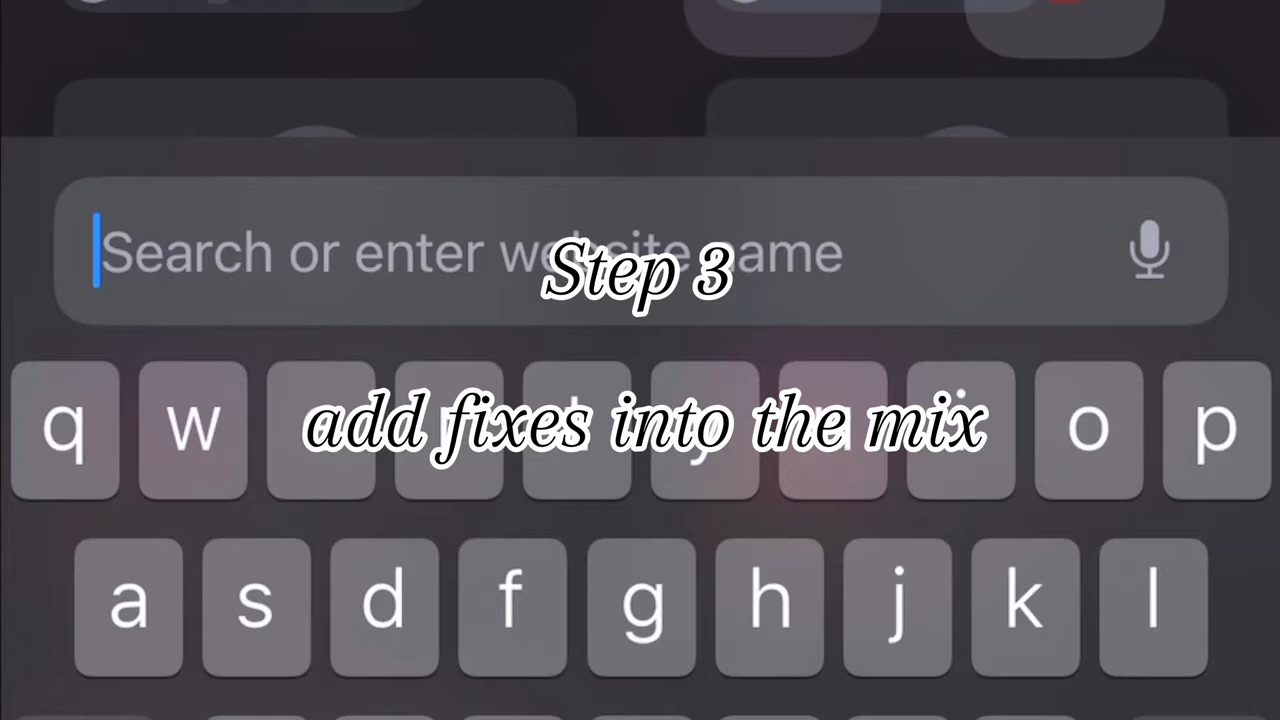 Search or enter website name
Step 3
add fixes into the mix
q w e r t y u i o p
a s d f g h j k l